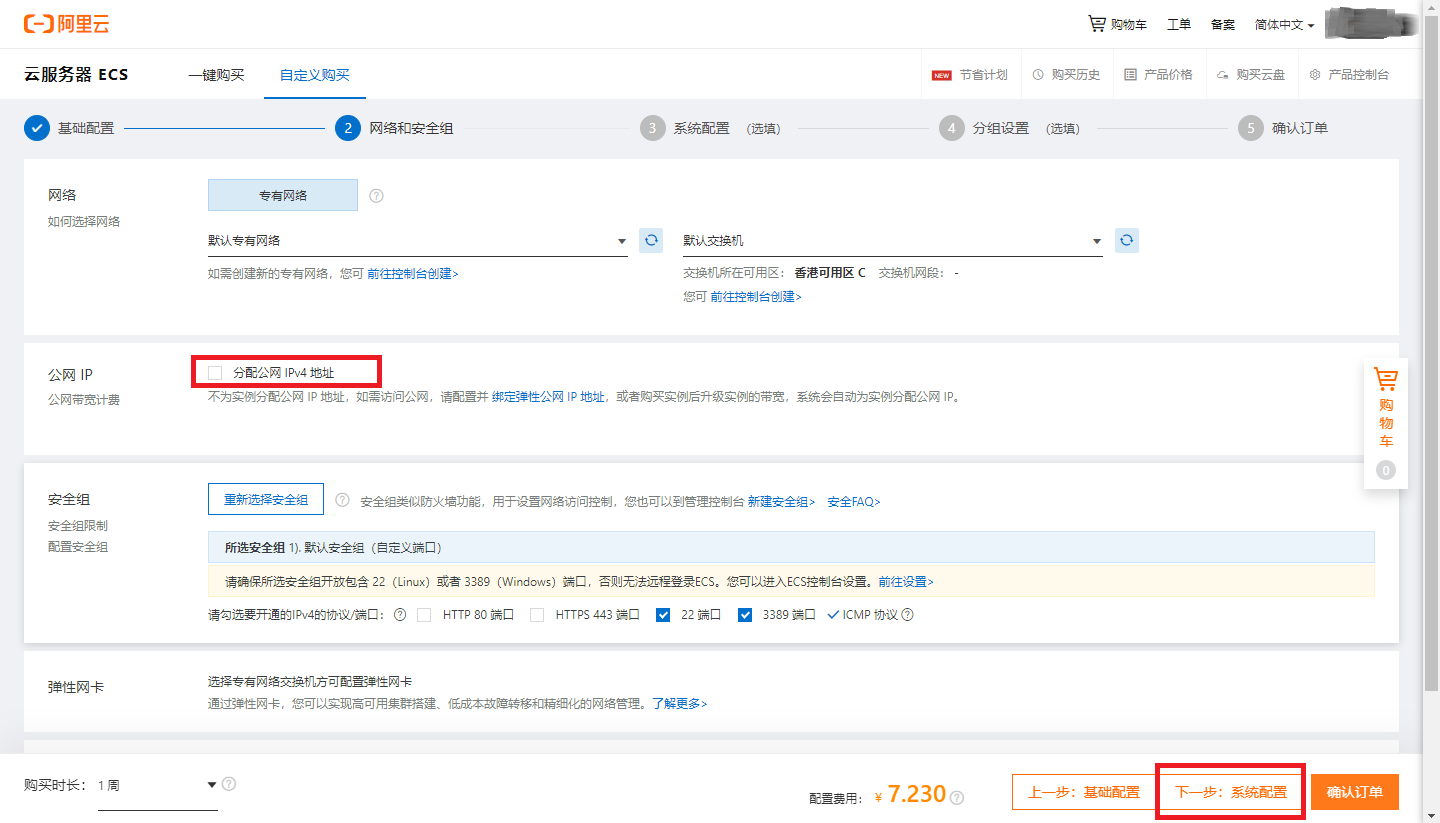 阿里云
购物车 工单 备案 简体中文
云服务器 ECS 一键购买 自定义购买 NEW 节省计划 购买历史 产品价格 购买云盘 产品控制台
基础配置 2 网络和安全组 3 系统配置 (选填) 4 分组设置 (选填) 5 确认订单
网络 专有网络
如何选择网络
默认专有网络 默认交换机
如需创建新的专有网络，您可 前往控制台创建> 交换机所在可用区： 香港可用区 C 交换机网段： -
您可 前往控制台创建>
公网 IP 分配公网 IPv4 地址
公网带宽计费 不为实例分配公网 IP 地址，如需访问公网，请配置并 绑定弹性公网 IP 地址，或者购买实例后升级实例的带宽，系统会自动为实例分配公网 IP。
购
物
车
0
安全组 重新选择安全组 安全组类似防火墙功能，用于设置网络访问控制，您也可以到管理控制台 新建安全组> 安全FAQ>
安全组限制
配置安全组
所选安全组 1). 默认安全组（自定义端口）
请确保所选安全组开放包含 22（Linux）或者 3389（Windows）端口，否则无法远程登录ECS。您可以进入ECS控制台设置。前往设置>
请勾选要开通的IPv4的协议/端口： HTTP 80 端口 HTTPS 443 端口 22 端口 3389 端口 ICMP 协议
弹性网卡 选择专有网络交换机方可配置弹性网卡
通过弹性网卡，您可以实现高可用集群搭建、低成本故障转移和精细化的网络管理。了解更多>
购买时长： 1 周 配置费用： ¥ 7.230 上一步：基础配置 下一步：系统配置 确认订单